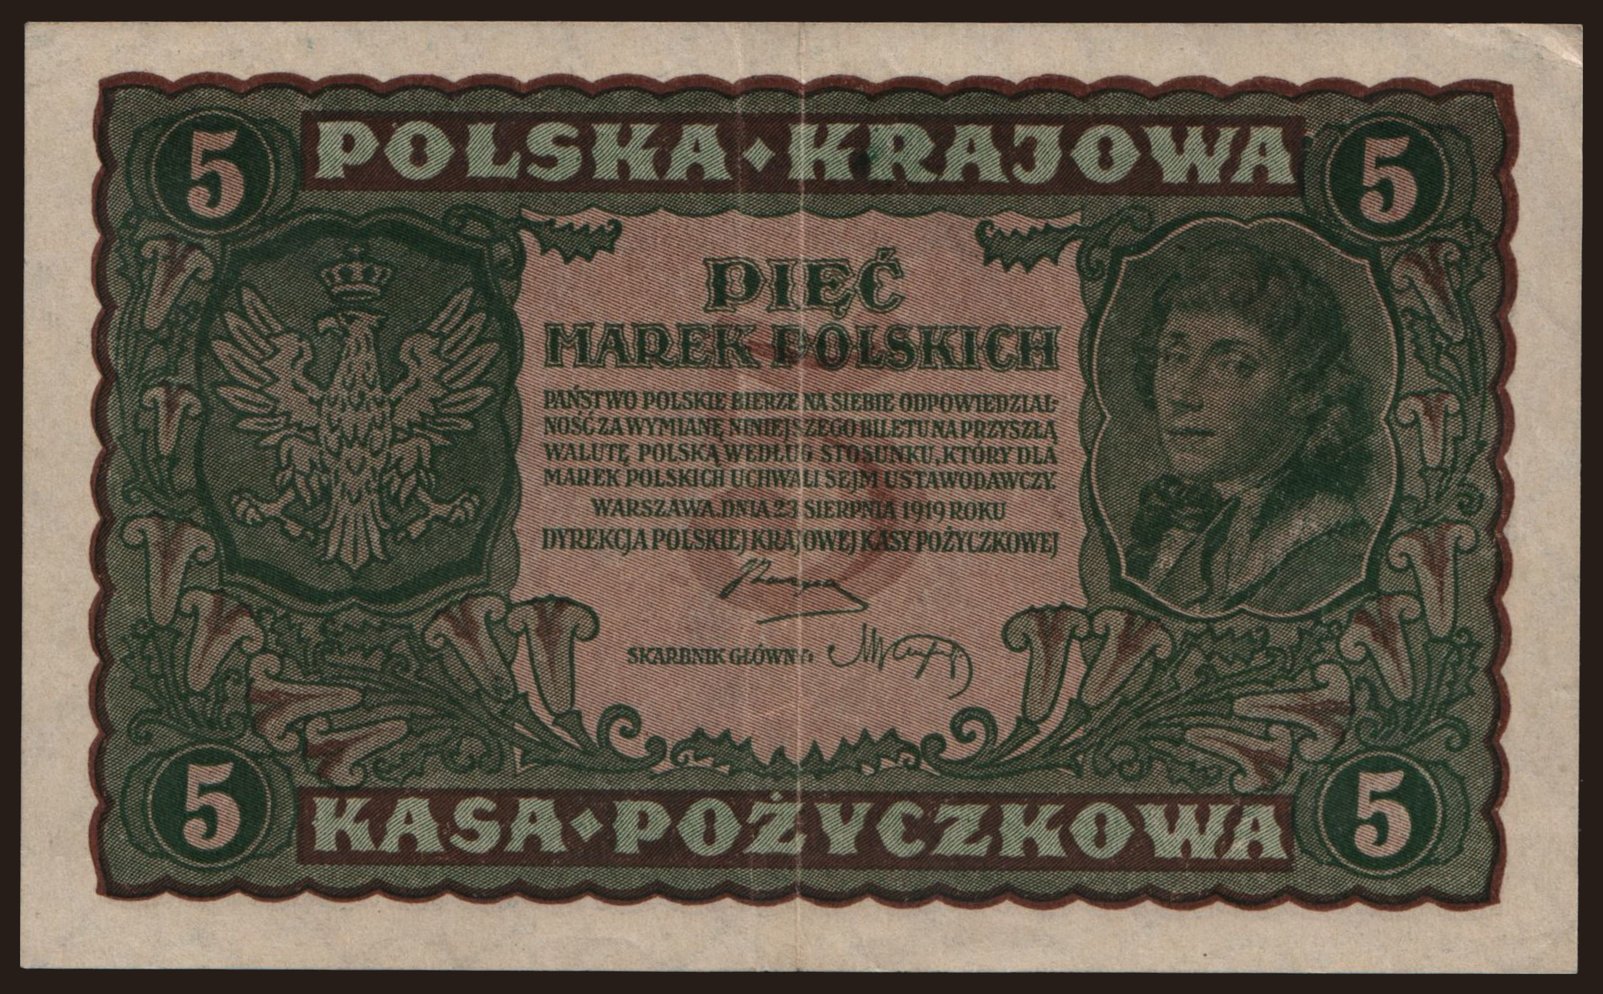 5 POLSKA · KRAJOWA 5
PIĘĆ
MAREK POLSKICH
PAŃSTWO POLSKIE BIERZE NA SIEBIE ODPOWIEDZIAL-
NOŚĆ ZA WYMIANĘ NINIEJSZEGO BILETU NA PRZYSZŁĄ
WALUTĘ POLSKĄ WEDŁUG STOSUNKU, KTÓRY DLA
MAREK POLSKICH UCHWALI SEJM USTAWODAWCZY.
WARSZAWA, DNIA 23 SIERPNIA 1919 ROKU
DYREKCJA POLSKIEJ KRAJOWEJ KASY POŻYCZKOWEJ
SKARBNIK GŁÓWNY
5 KASA · POŻYCZKOWA 5